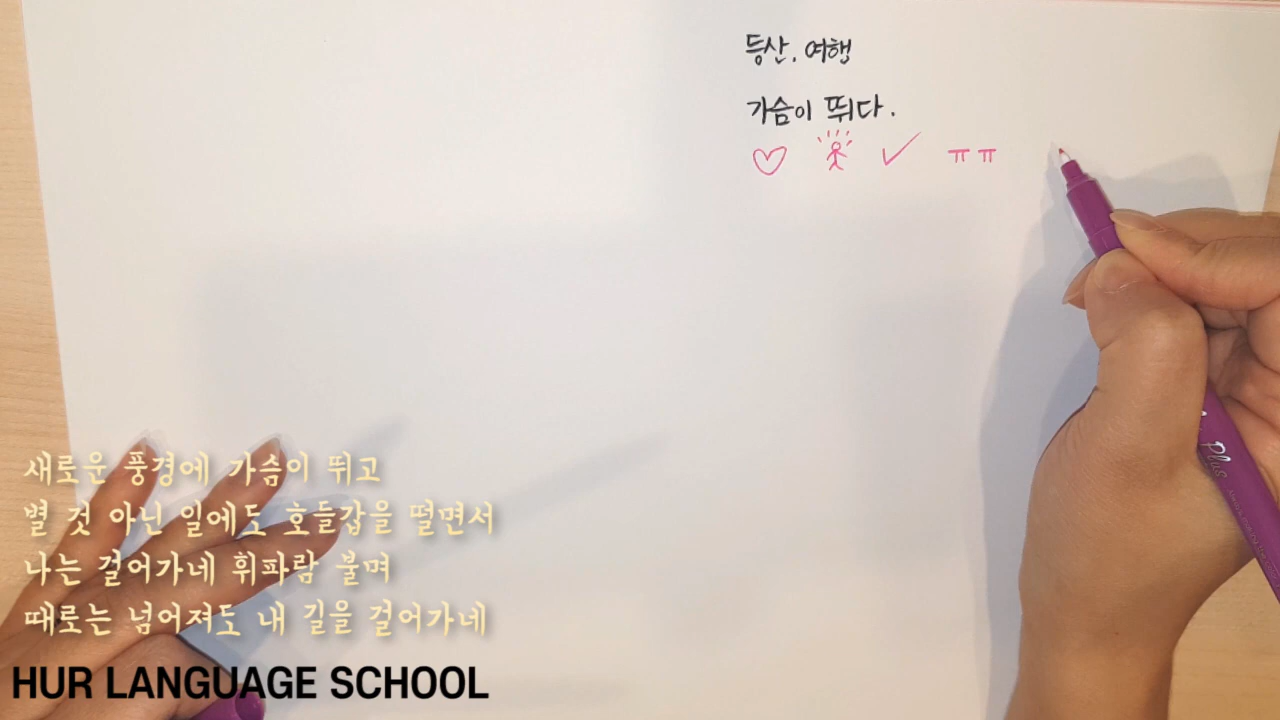 등산, 여행
가슴이 뛰다.
♡ ✓ ㅠㅠ
Plus
새로운 풍경에 가슴이 뛰고
별 것 아닌 일에도 호들갑을 떨면서
나는 걸어가네 휘파람 불며
때로는 넘어져도 내 길을 걸어가네
HUR LANGUAGE SCHOOL